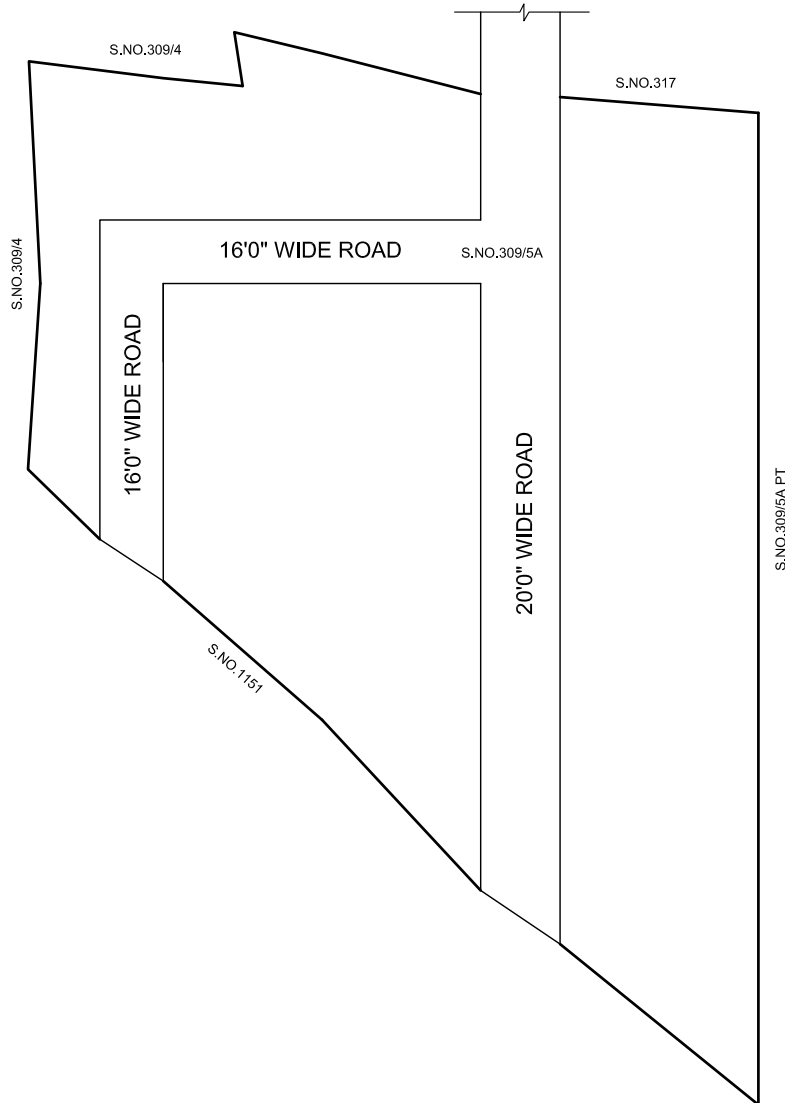 S.NO.309/4
S.NO.317
S.NO.309/4
16'0" WIDE ROAD
S.NO.309/5A
16'0" WIDE ROAD
20'0" WIDE ROAD
S.NO.309/5A PT
S.NO.1151